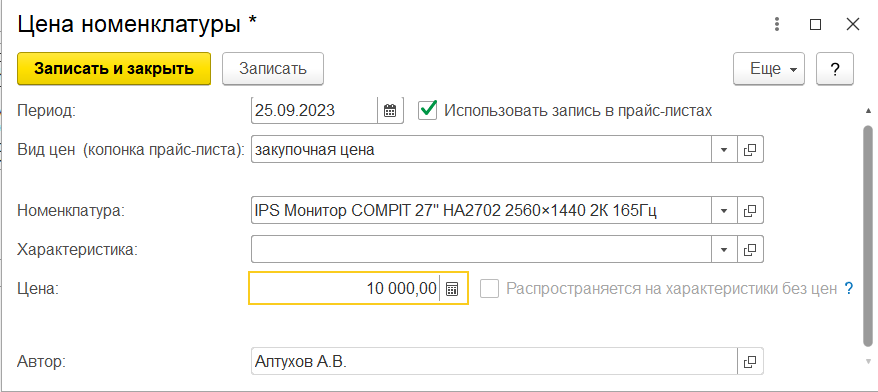 Цена номенклатуры *
Записать и закрыть Записать Еще ?
Период: 25.09.2023 Использовать запись в прайс-листах
Вид цен (колонка прайс-листа): закупочная цена
Номенклатура: IPS Монитор COMPIT 27" HA2702 2560×1440 2К 165Гц
Характеристика:
Цена: 10 000,00 Распространяется на характеристики без цен ?
Автор: Алтухов А.В.